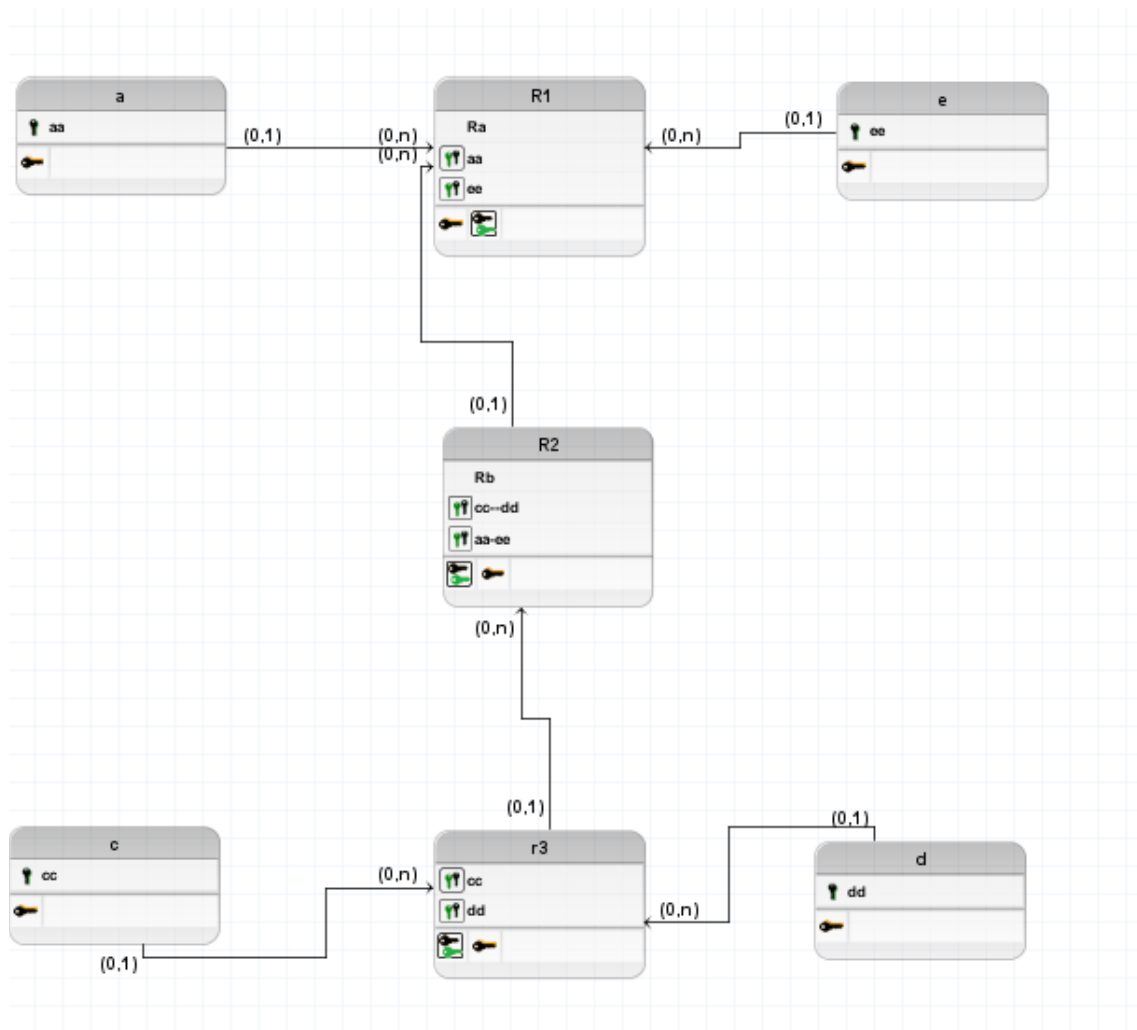 a
aa
(0,1)
(0,n)
(0,n)
R1
Ra
aa
ee
(0,n)
(0,1)
e
ee
(0,1)
R2
Rb
cc--dd
aa-ee
(0,n)
(0,1)
c
cc
(0,1)
(0,n)
r3
cc
dd
(0,n)
(0,1)
d
dd